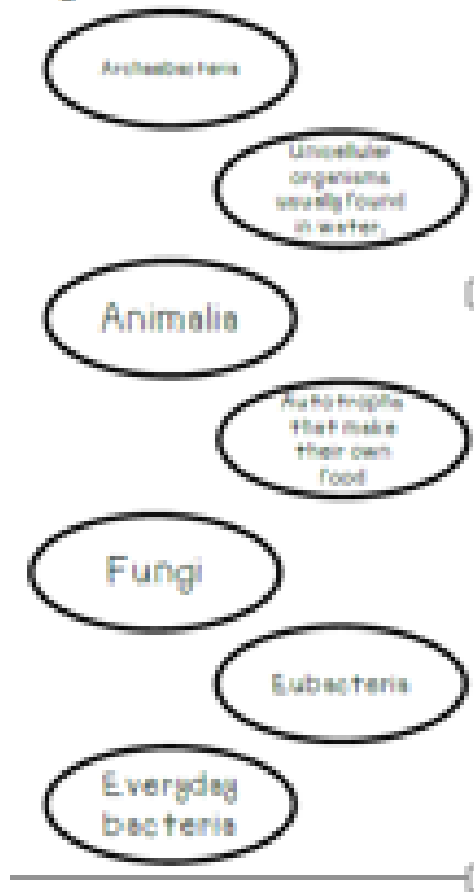 Archaebacteria
Unicellular
organisms
usually found
in water.
Animalia
Autotrophs
that make
their own
food
Fungi
Eubacteria
Everyday
bacteria